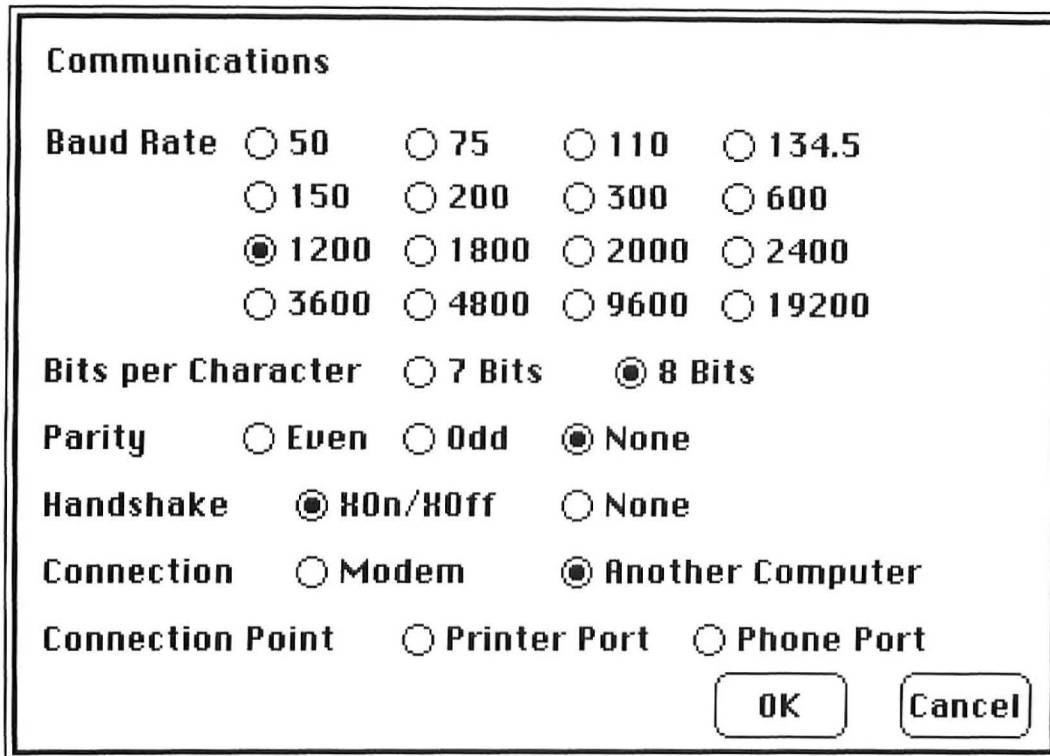 Communications
Baud Rate 50 75 110 134.5
150 200 300 600
1200 1800 2000 2400
3600 4800 9600 19200
Bits per Character 7 Bits 8 Bits
Parity Even Odd None
Handshake XOn/XOff None
Connection Modem Another Computer
Connection Point Printer Port Phone Port
OK Cancel